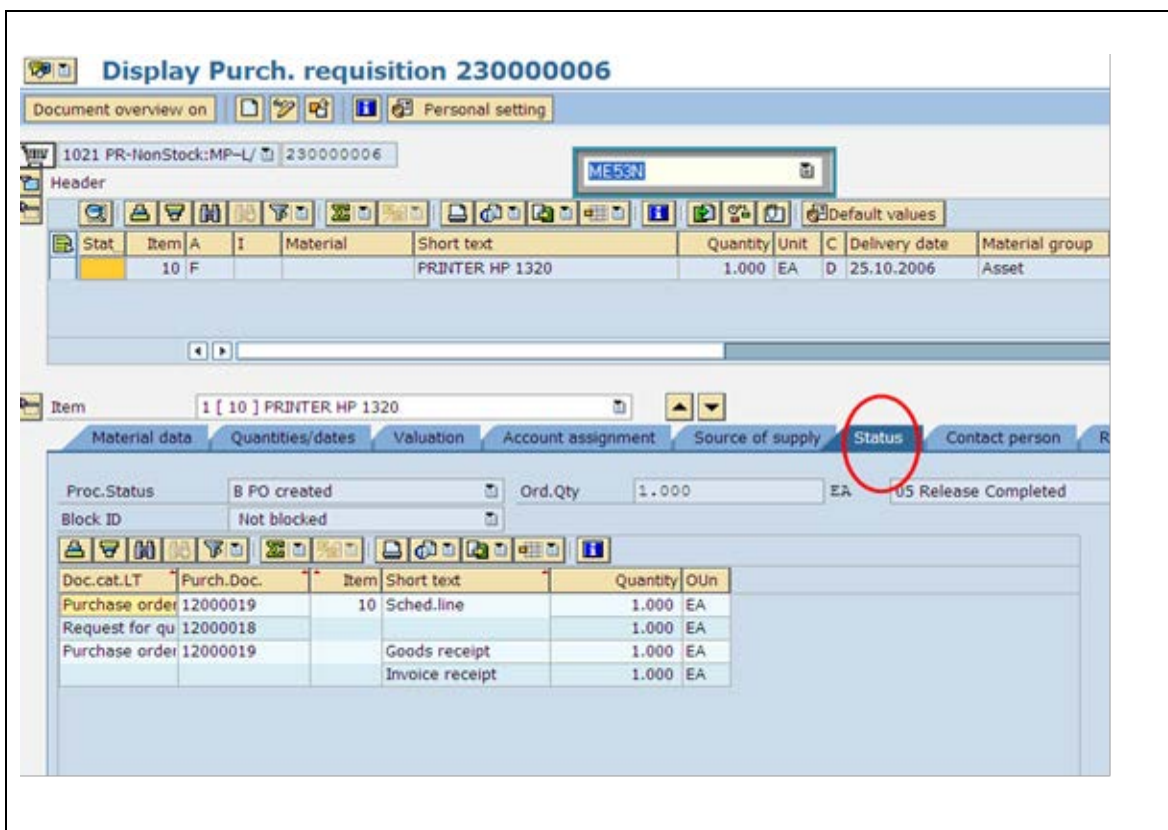 Display Purch. requisition 230000006
Document overview on Personal setting
1021 PR-NonStock:MP-L/ 230000006
ME53N
Header
Default values
Stat Item A I Material Short text Quantity Unit C Delivery date Material group
10 F PRINTER HP 1320 1.000 EA D 25.10.2006 Asset
Item 1 [ 10 ] PRINTER HP 1320
Material data Quantities/dates Valuation Account assignment Source of supply Status Contact person R
Proc.Status B PO created Ord.Qty 1.000 EA 05 Release Completed
Block ID Not blocked
Doc.cat.LT Purch.Doc. Item Short text Quantity OUn
Purchase order 12000019 10 Sched.line 1.000 EA
Request for qu 12000018 1.000 EA
Purchase order 12000019 Goods receipt 1.000 EA
Invoice receipt 1.000 EA